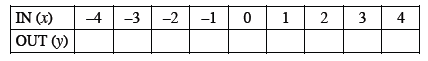 IN (x) –4 –3 –2 –1 0 1 2 3 4
OUT (y)